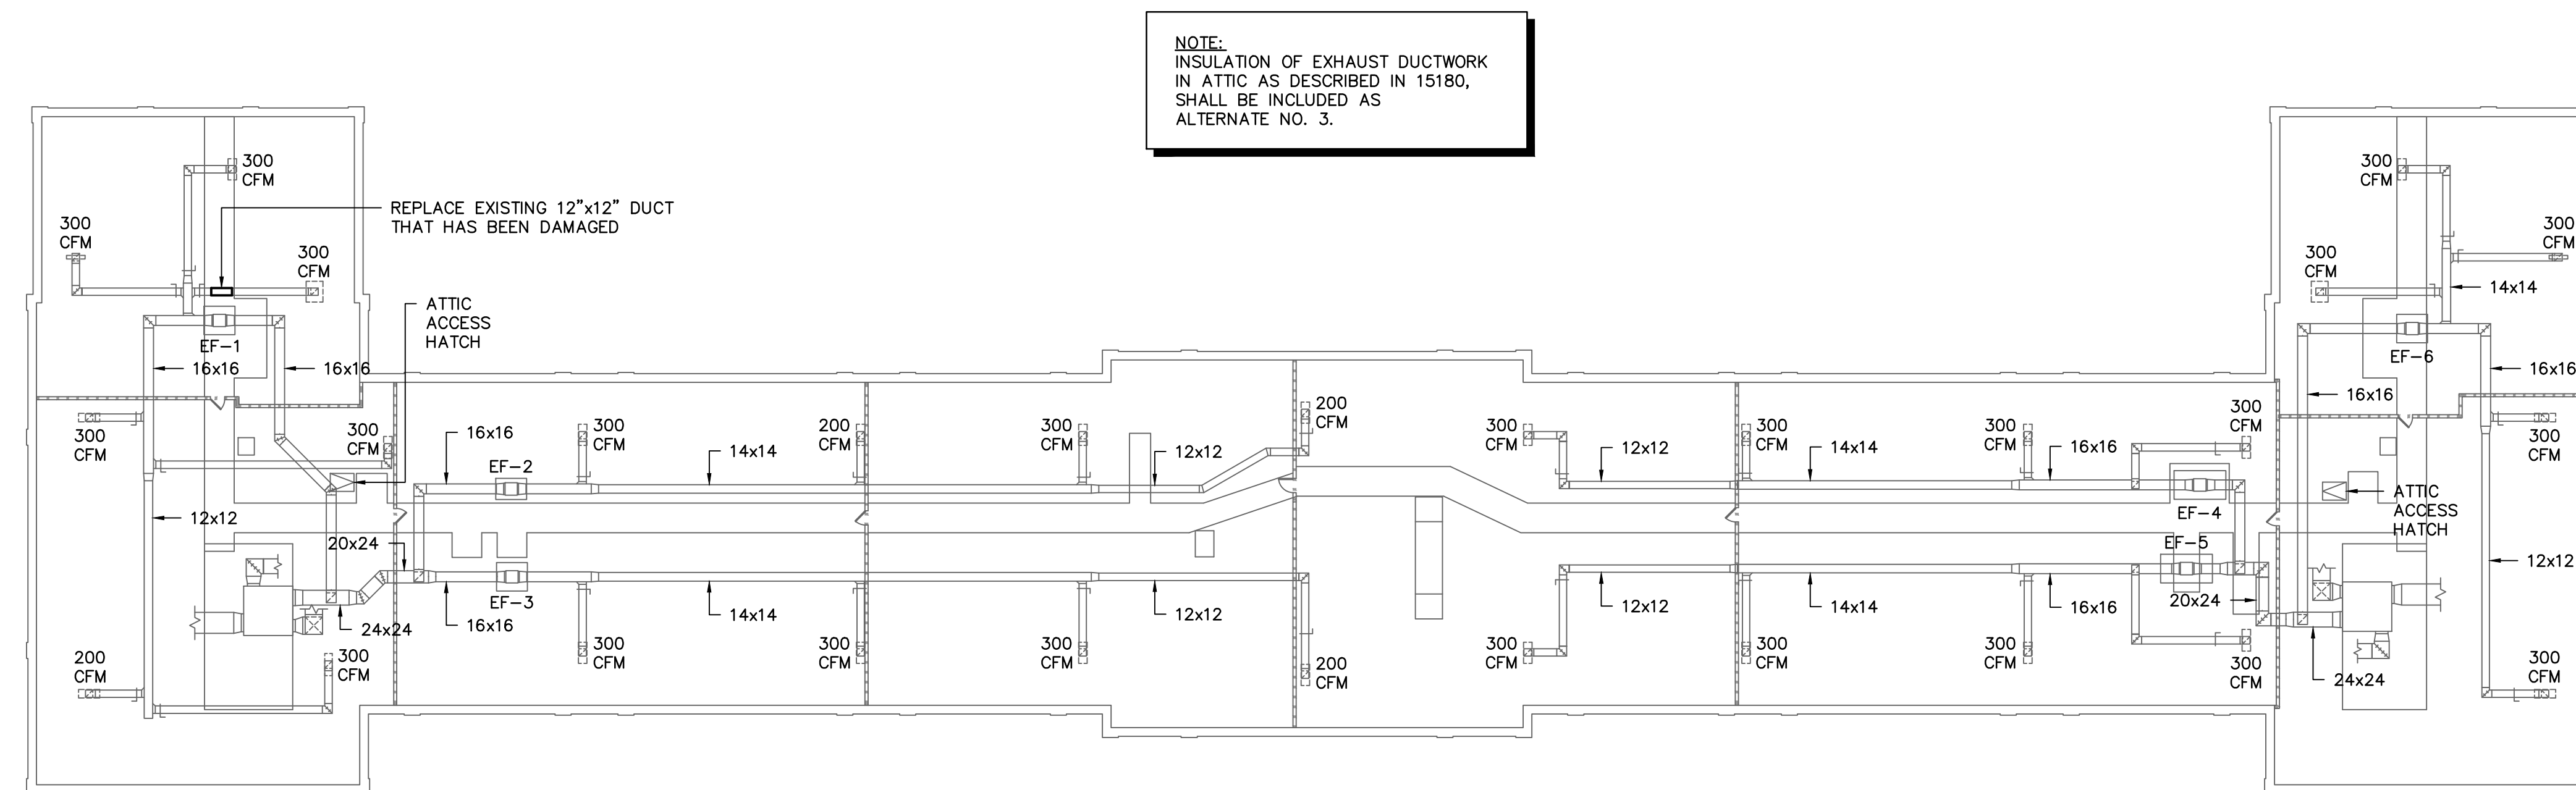 NOTE:
INSULATION OF EXHAUST DUCTWORK
IN ATTIC AS DESCRIBED IN 15180,
SHALL BE INCLUDED AS
ALTERNATE NO. 3.
300
CFM
REPLACE EXISTING 12"x12" DUCT
THAT HAS BEEN DAMAGED
300
CFM
300
CFM
ATTIC
ACCESS
HATCH
EF-1
16x16
16x16
300
CFM
300
CFM
12x12
20x24
24x24
200
CFM
300
CFM
16x16
EF-2
300
CFM
14x14
200
CFM
300
CFM
12x12
200
CFM
EF-3
16x16
300
CFM
14x14
300
CFM
300
CFM
12x12
200
CFM
300
CFM
12x12
300
CFM
14x14
300
CFM
16x16
300
CFM
EF-4
EF-5
300
CFM
12x12
300
CFM
14x14
300
CFM
16x16
20x24
300
CFM
24x24
300
CFM
300
CFM
300
CFM
14x14
EF-6
16x16
16x16
300
CFM
ATTIC
ACCESS
HATCH
12x12
300
CFM